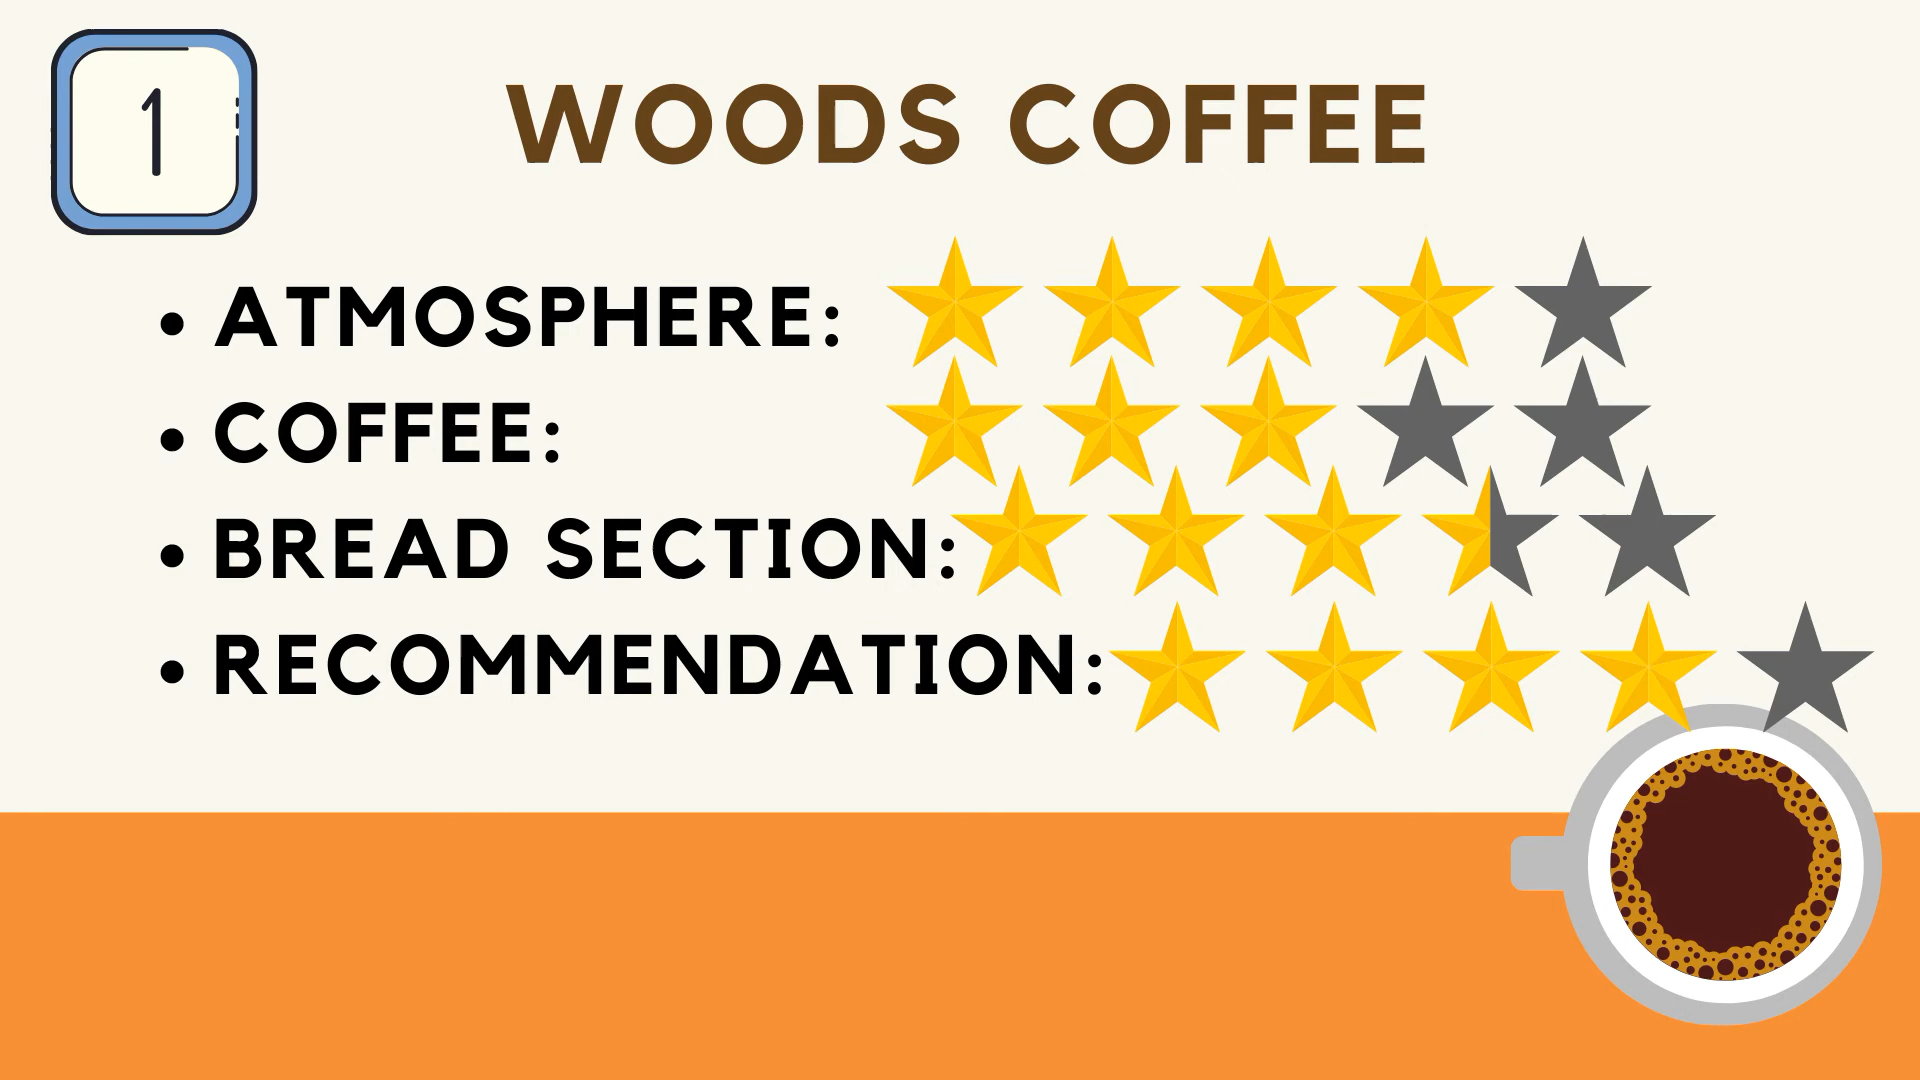 1
WOODS COFFEE
• ATMOSPHERE:
• COFFEE:
• BREAD SECTION:
• RECOMMENDATION: